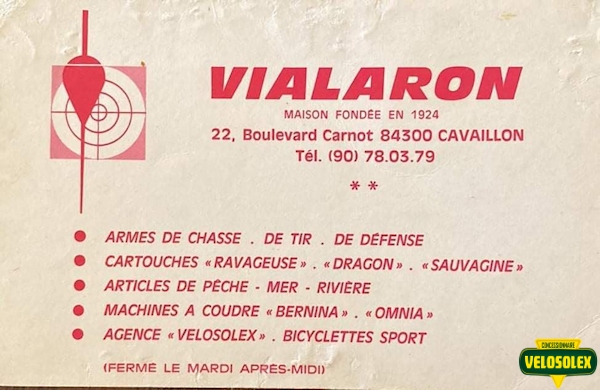 VIALARON
MAISON FONDÉE EN 1924
22, Boulevard Carnot 84300 CAVAILLON
Tél. (90) 78.03.79
* *
● ARMES DE CHASSE . DE TIR . DE DÉFENSE
● CARTOUCHES « RAVAGEUSE » . « DRAGON » . « SAUVAGINE »
● ARTICLES DE PÊCHE - MER - RIVIÈRE
● MACHINES A COUDRE « BERNINA » . « OMNIA »
● AGENCE « VELOSOLEX » . BICYCLETTES SPORT
(FERMÉ LE MARDI APRÈS-MIDI)
CONCESSIONNAIRE
VELOSOLEX